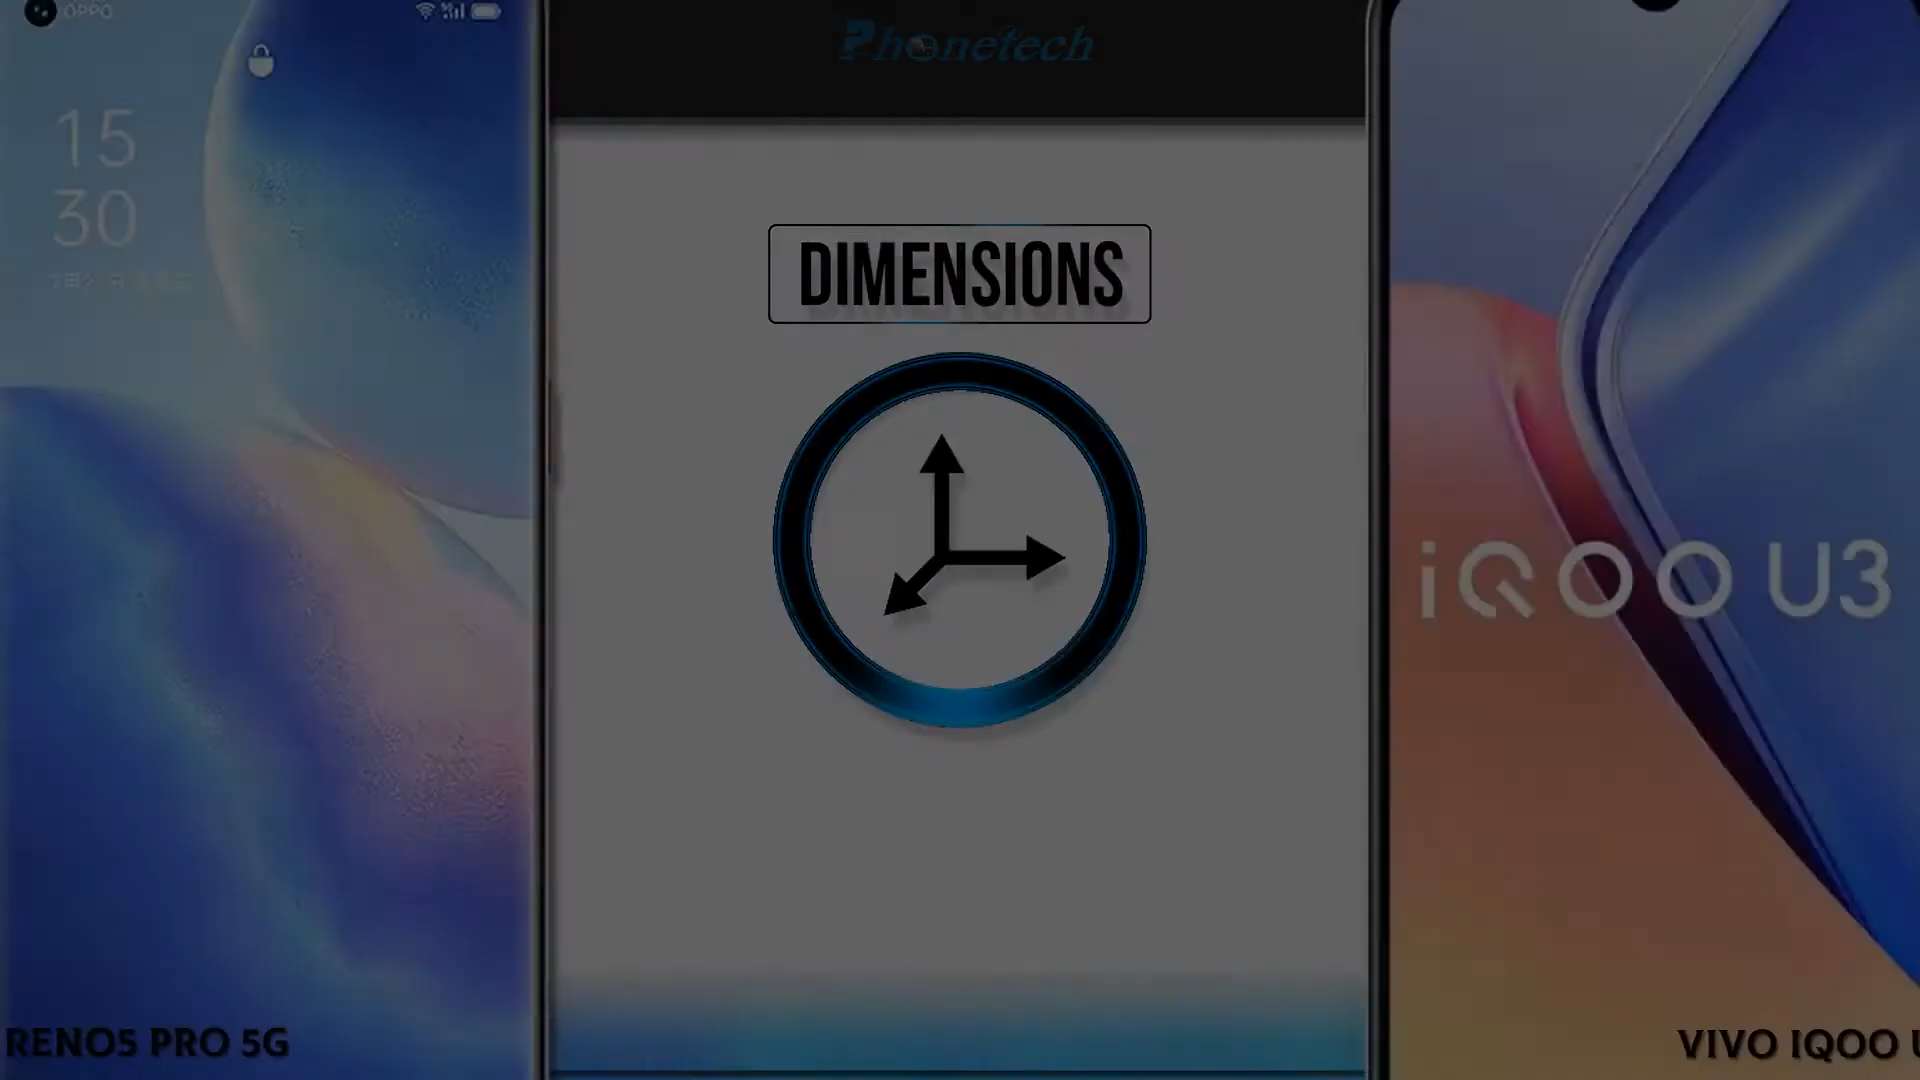 OPPO
Phonetech
15
30
DIMENSIONS
iQOO U3
RENO5 PRO 5G
VIVO IQOO U